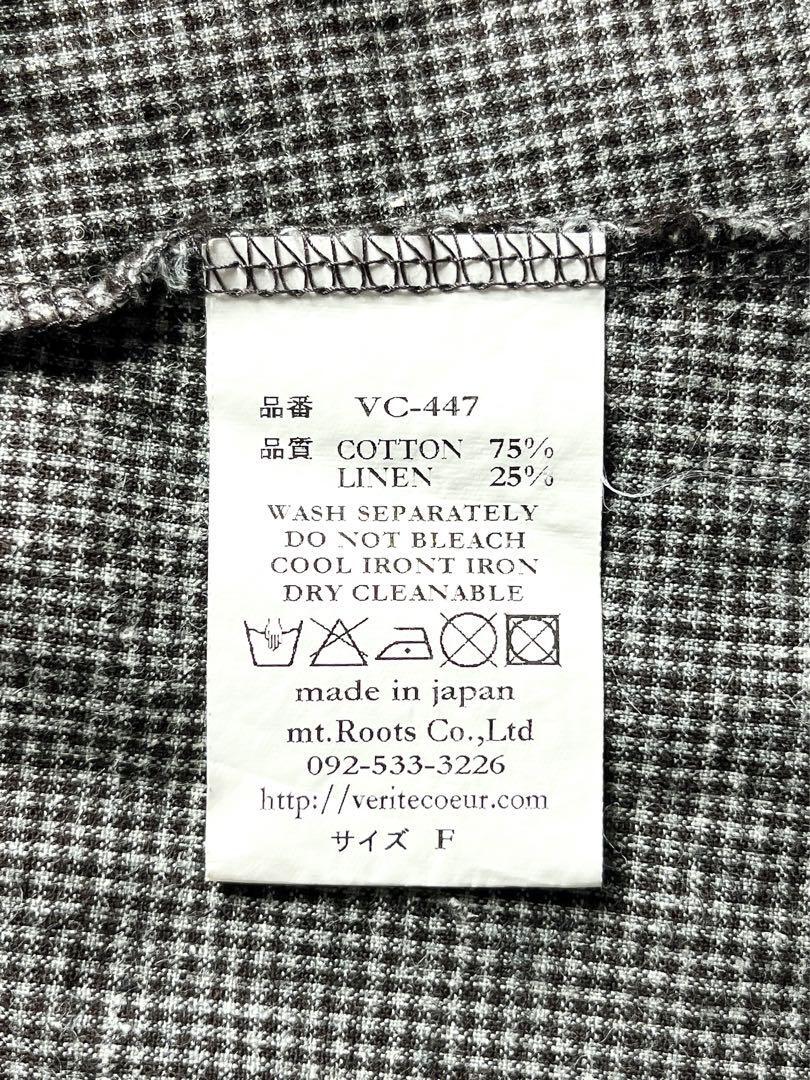 品番 VC-447
品質 COTTON 75%
LINEN 25%
WASH SEPARATELY
DO NOT BLEACH
COOL IRONT IRON
DRY CLEANABLE
made in japan
mt.Roots Co.,Ltd
092-533-3226
http://veritecoeur.com
サイズ F